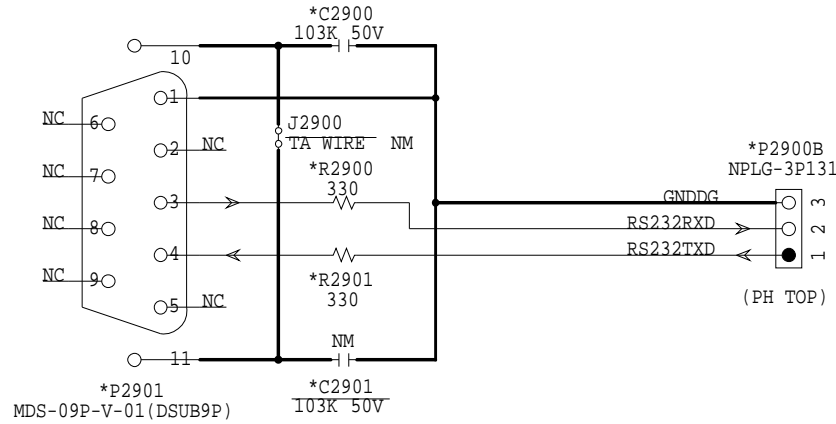 *C2900
103K 50V
10
1
NC
6
J2900
TA WIRE NM
2
NC
*R2900
330
*P2900B
NPLG-3P131
NC
7
3
GNDDG
3
NC
8
RS232RXD
2
4
RS232TXD
1
NC
9
*R2901
330
5
NC
(PH TOP)
NM
11
*C2901
103K 50V
*P2901
MDS-09P-V-01(DSUB9P)